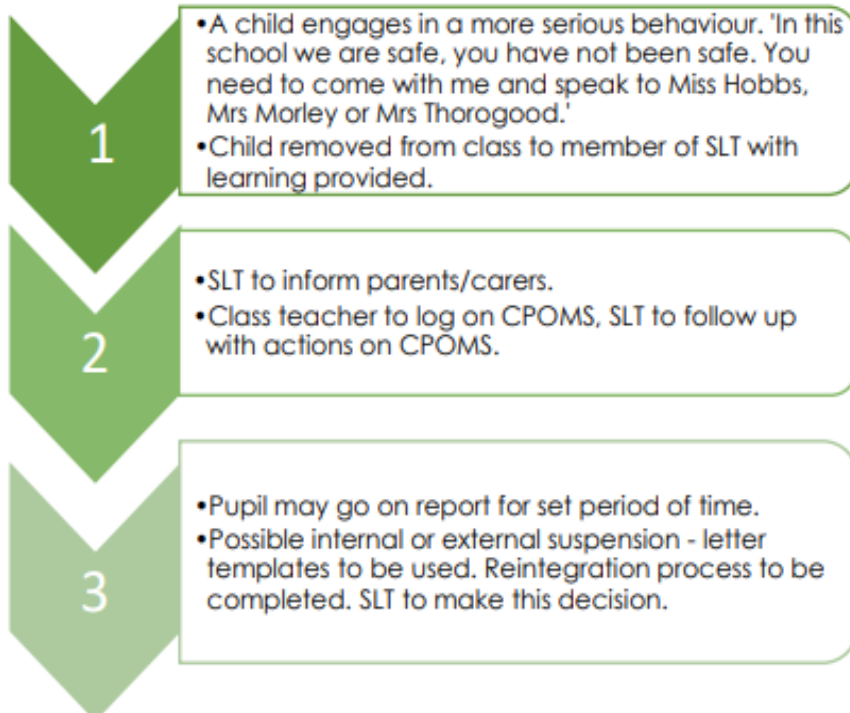 1
•A child engages in a more serious behaviour. 'In this
school we are safe, you have not been safe. You
need to come with me and speak to Miss Hobbs,
Mrs Morley or Mrs Thorogood.'
•Child removed from class to member of SLT with
learning provided.
2
•SLT to inform parents/carers.
•Class teacher to log on CPOMS, SLT to follow up
with actions on CPOMS.
3
•Pupil may go on report for set period of time.
•Possible internal or external suspension - letter
templates to be used. Reintegration process to be
completed. SLT to make this decision.